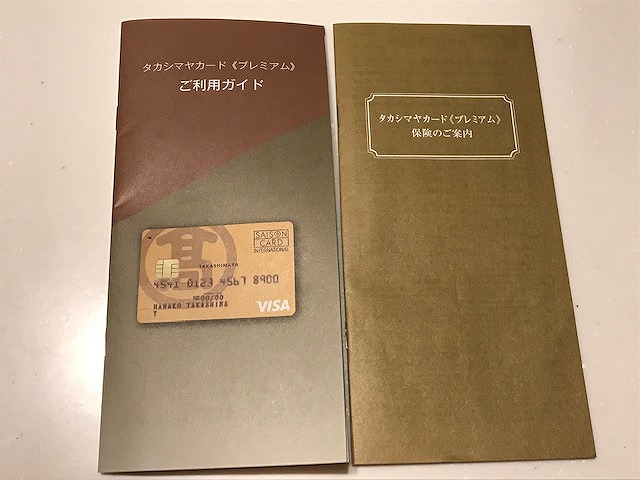 タカシマヤカード《プレミアム》
ご利用ガイド
髙
SAISON
CARD
INTERNATIONAL
TAKASHIMAYA
4541 0123 4567 8900
00/00
HANAKO TAKASHIMA
T
VISA
タカシマヤカード《プレミアム》
保険のご案内